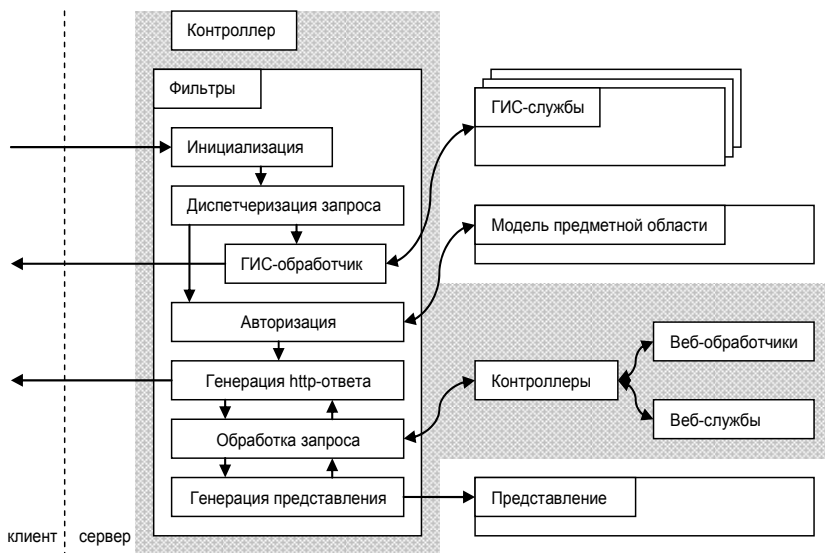 Контроллер
Фильтры
ГИС-службы
Инициализация
Диспетчеризация запроса
Модель предметной области
ГИС-обработчик
Авторизация
Веб-обработчики
Генерация http-ответа
Контроллеры
Веб-службы
Обработка запроса
Генерация представления
Представление
клиент
сервер